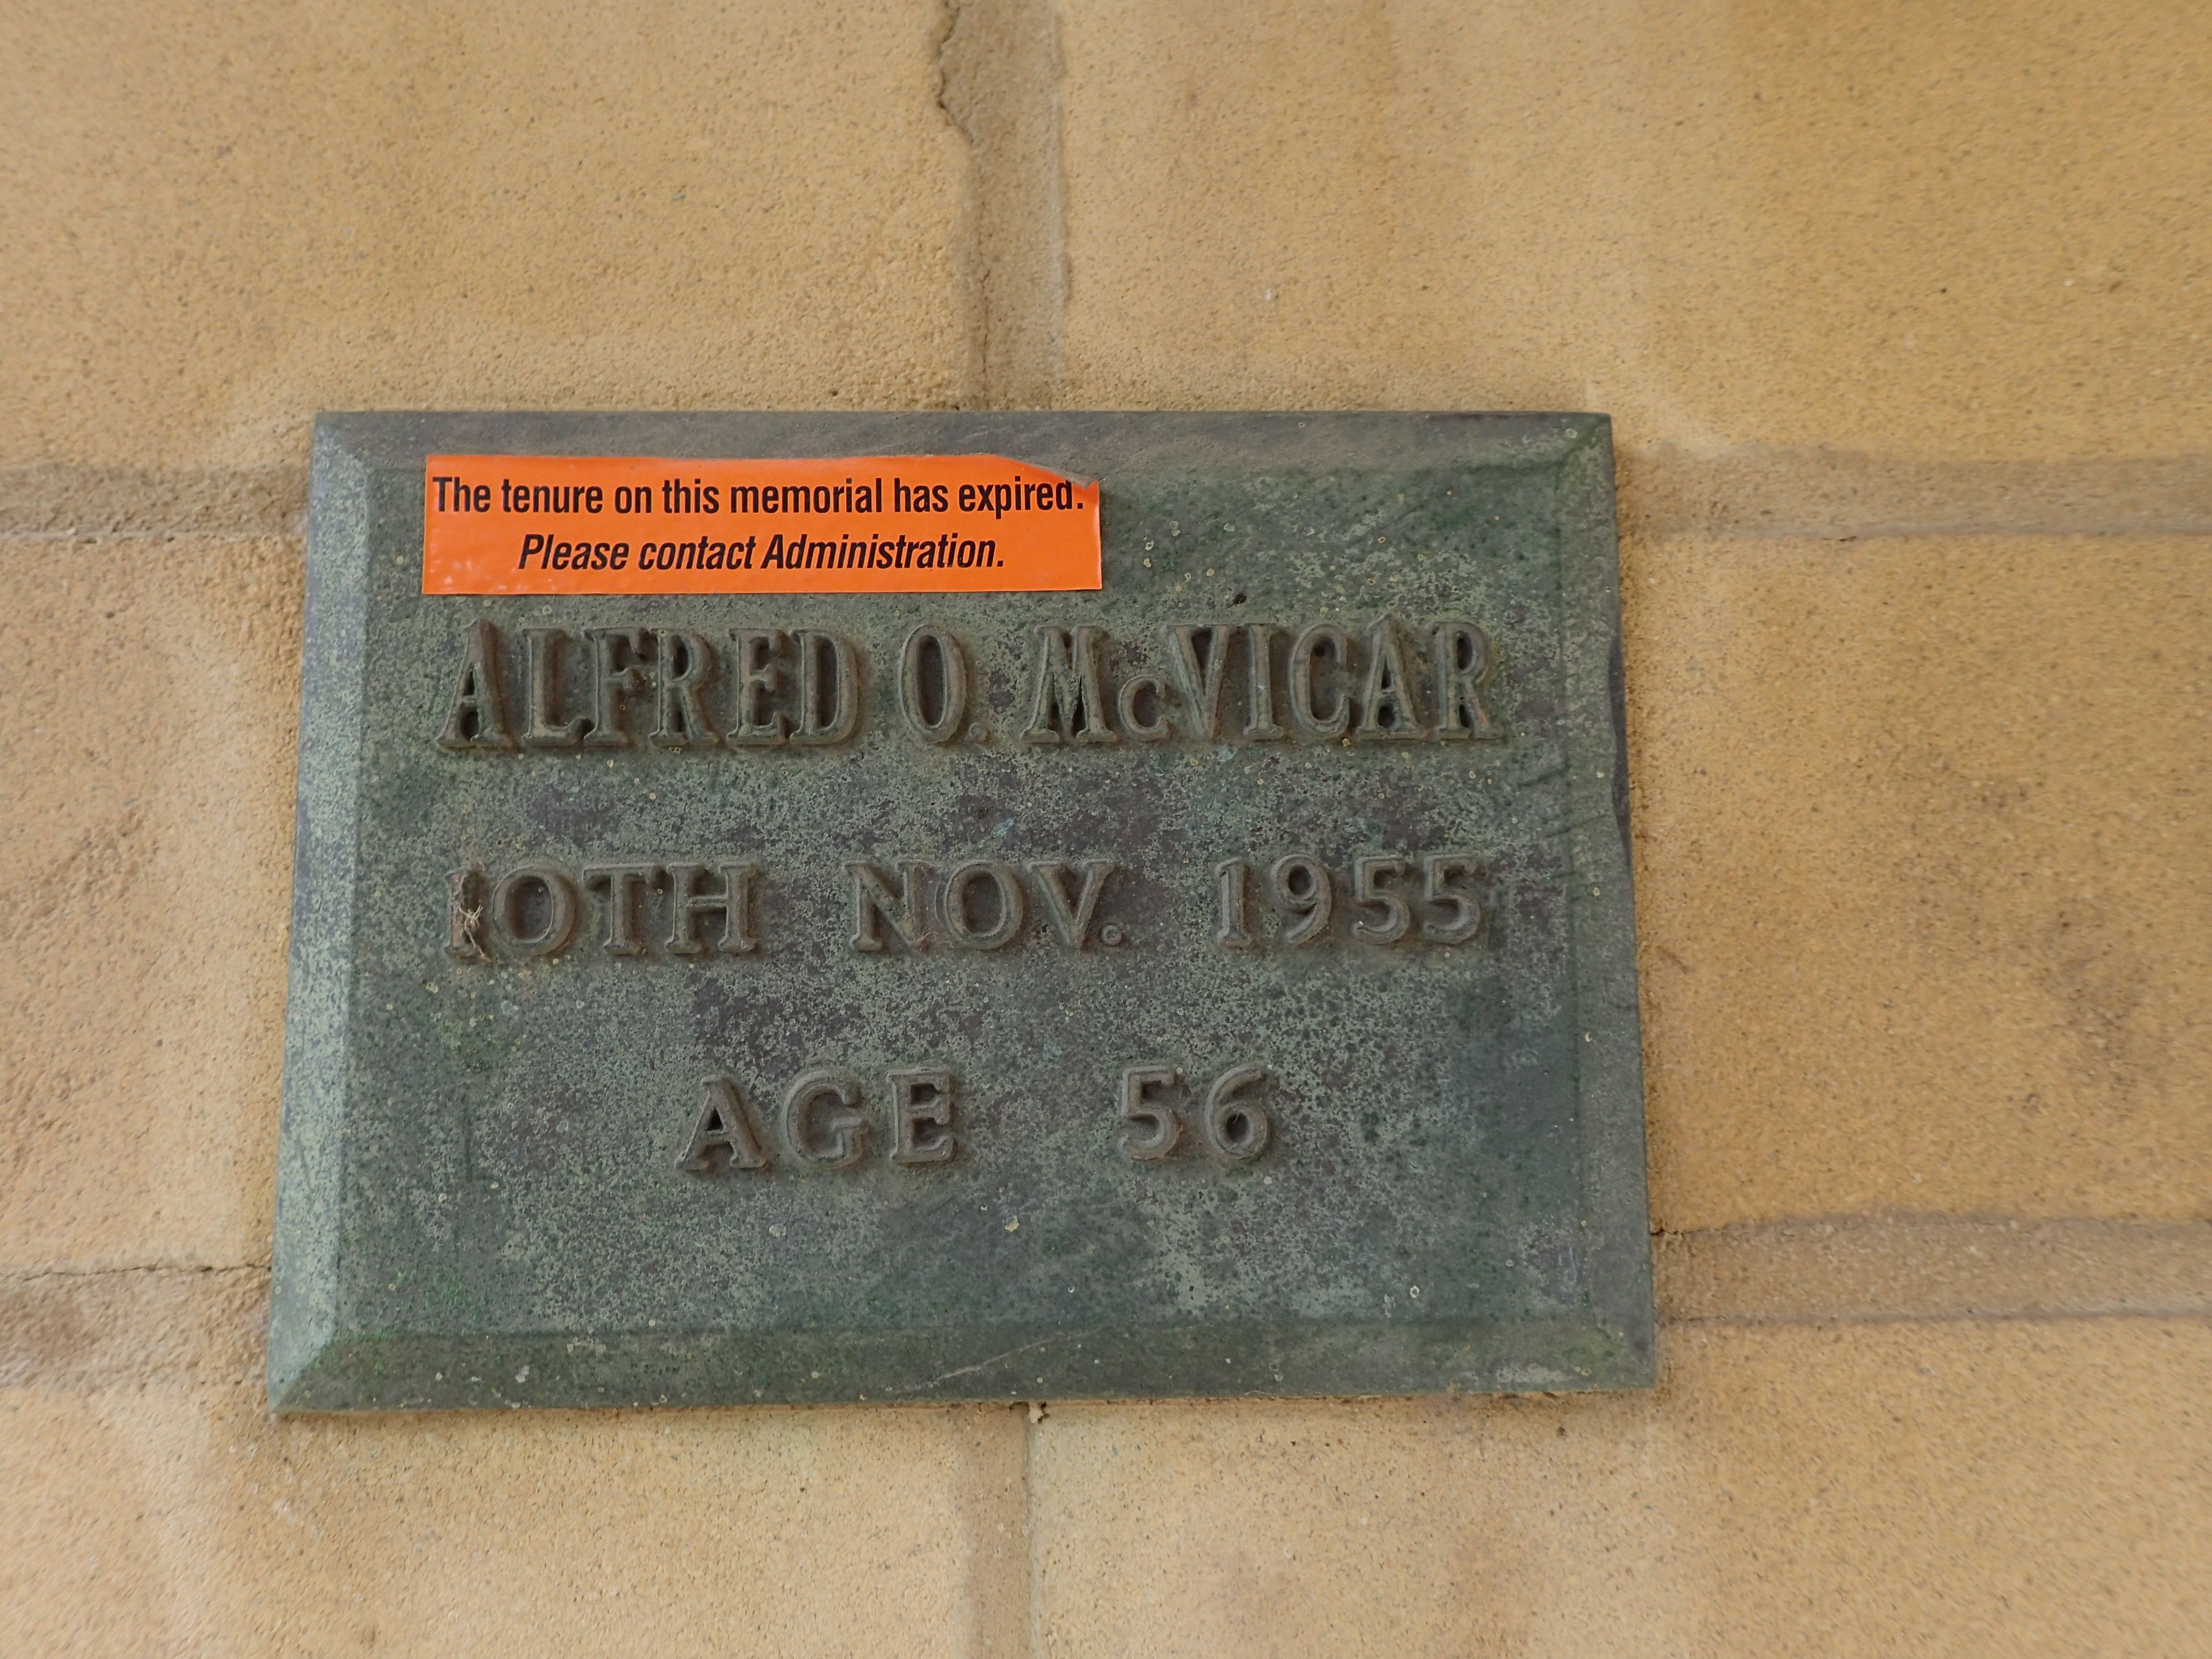 The tenure on this memorial has expired.
Please contact Administration.
ALFRED O. McVICAR
10TH NOV. 1955
AGE 56